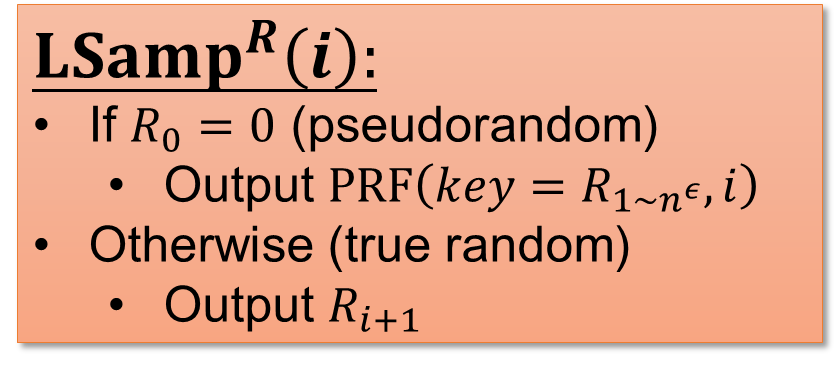 LSamp^R(i):
• If R_0 = 0 (pseudorandom)
• Output PRF(key = R_{1~n^ϵ}, i)
• Otherwise (true random)
• Output R_{i+1}